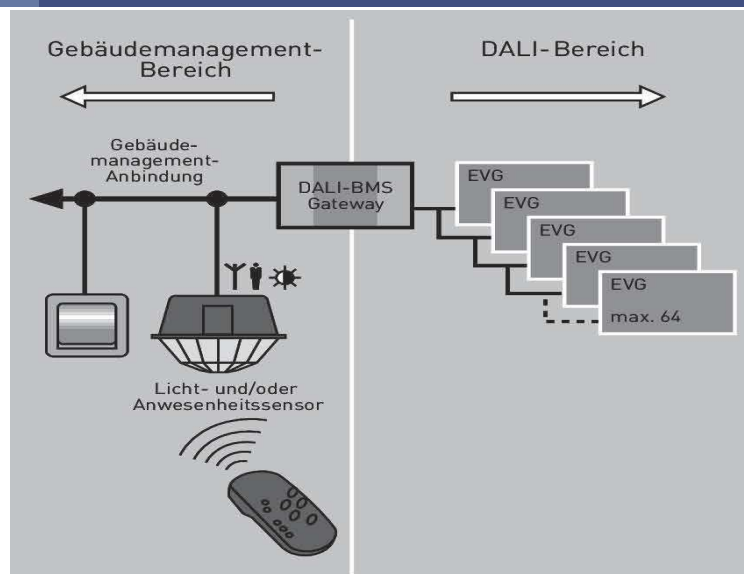 Gebäudemanagement-
Bereich
DALI-Bereich
Gebäude-
management-
Anbindung
DALI-BMS
Gateway
EVG
EVG
EVG
EVG
EVG
max. 64
Licht- und/oder
Anwesenheitssensor